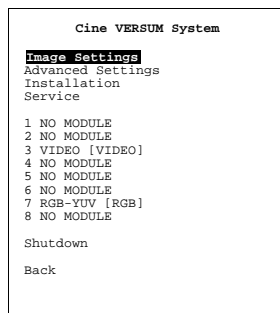 Cine VERSUM System
Image Settings
Advanced Settings
Installation
Service
1 NO MODULE
2 NO MODULE
3 VIDEO [VIDEO]
4 NO MODULE
5 NO MODULE
6 NO MODULE
7 RGB-YUV [RGB]
8 NO MODULE
Shutdown
Back